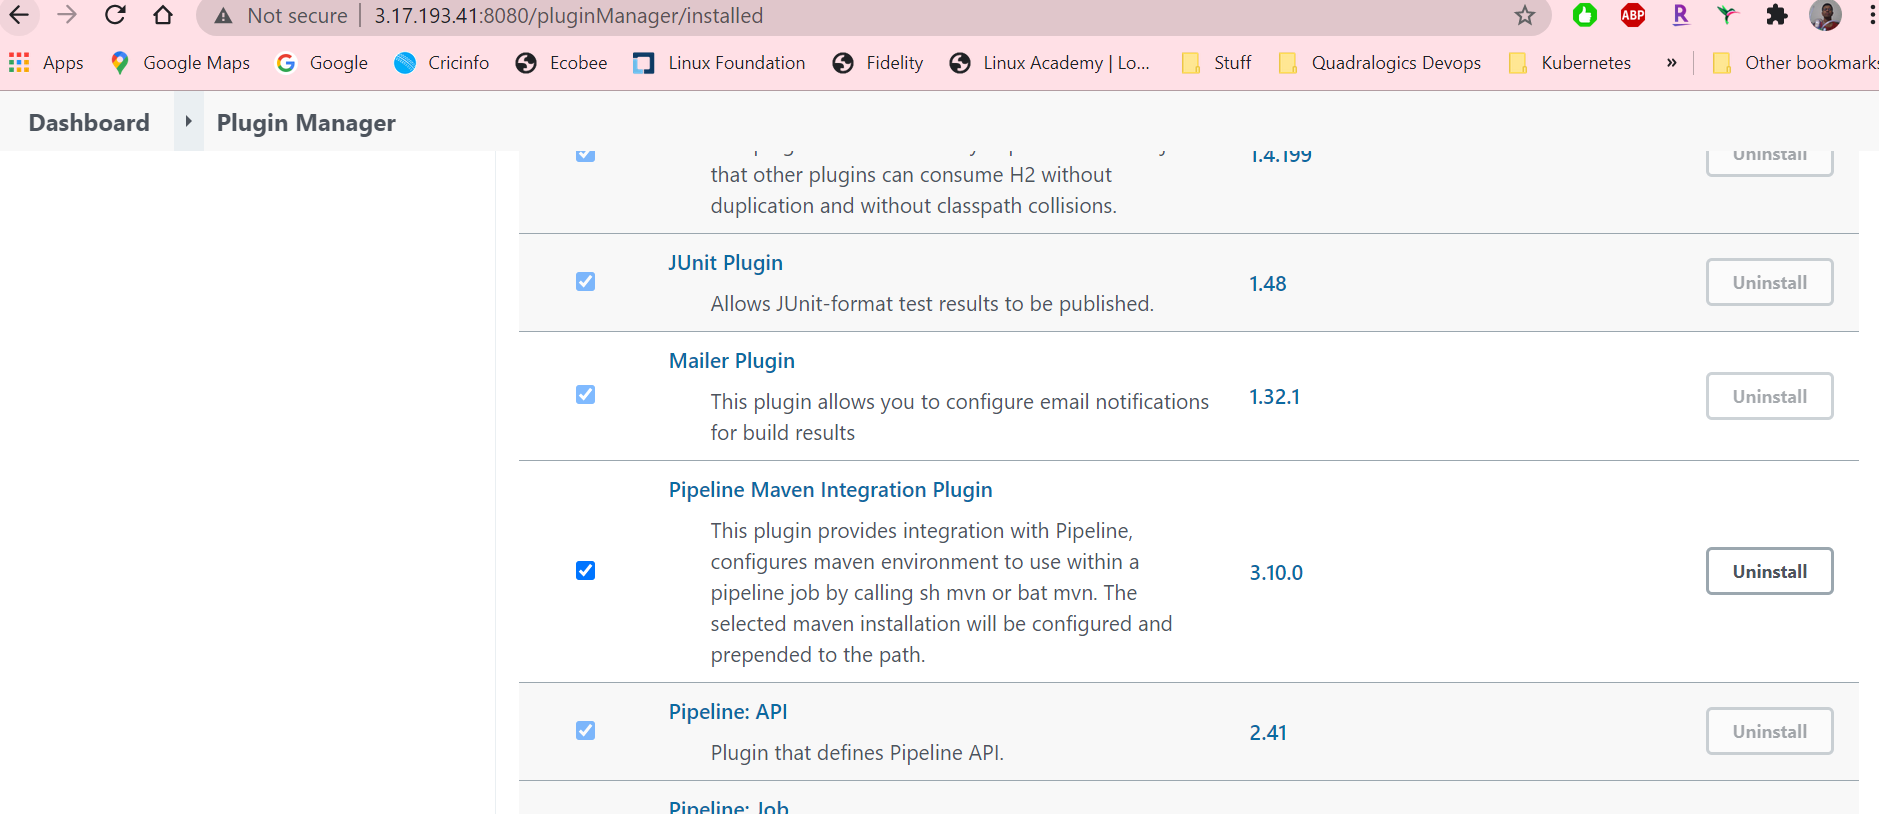 Not secure | 3.17.193.41:8080/pluginManager/installed
ABP R
Apps Google Maps Google Cricinfo Ecobee Linux Foundation Fidelity Linux Academy | Lo... Stuff Quadralogics Devops Kubernetes » Other bookmarks
Dashboard Plugin Manager
1.4.199 Uninstall
that other plugins can consume H2 without
duplication and without classpath collisions.
JUnit Plugin
1.48 Uninstall
Allows JUnit-format test results to be published.
Mailer Plugin
This plugin allows you to configure email notifications
1.32.1 Uninstall
for build results
Pipeline Maven Integration Plugin
This plugin provides integration with Pipeline,
configures maven environment to use within a
3.10.0 Uninstall
pipeline job by calling sh mvn or bat mvn. The
selected maven installation will be configured and
prepended to the path.
Pipeline: API
2.41 Uninstall
Plugin that defines Pipeline API.
Pipeline: Job